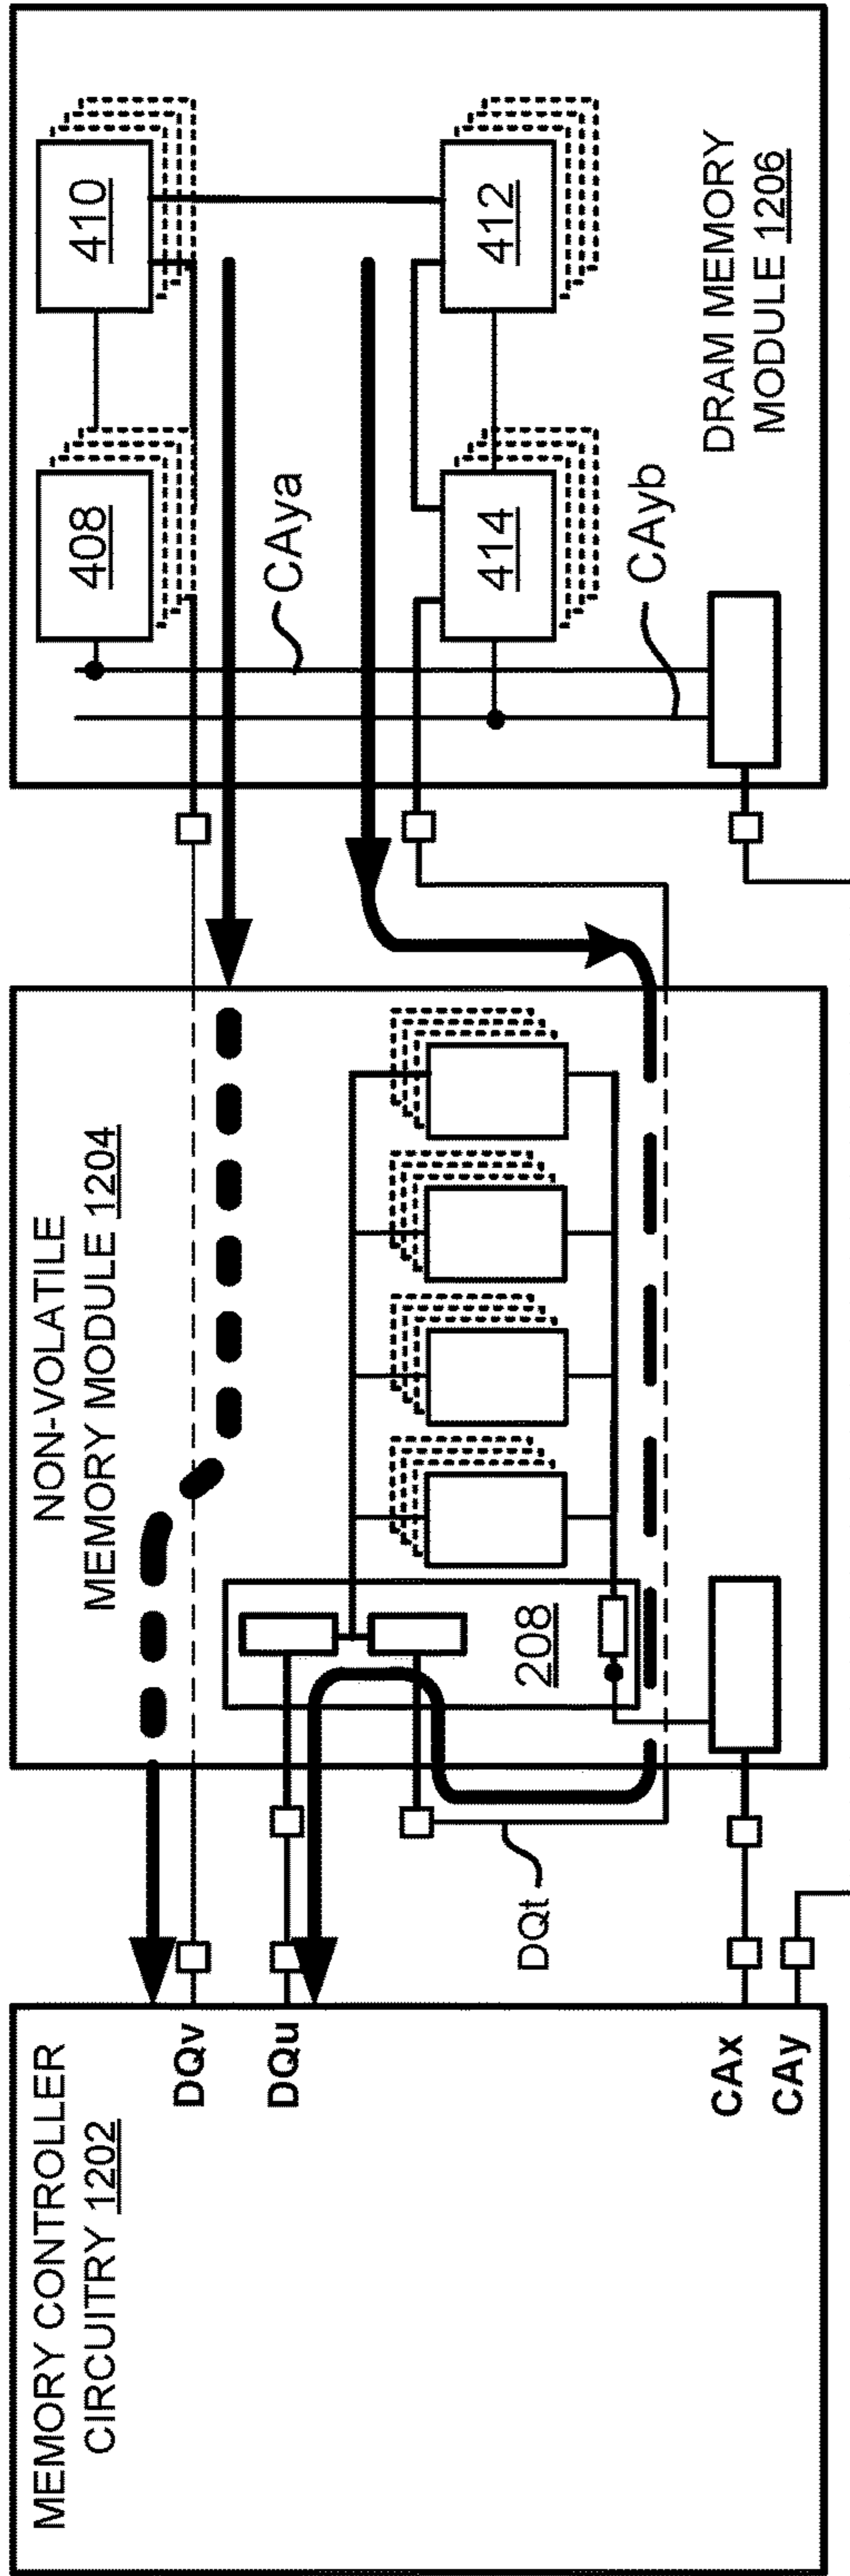 MEMORY CONTROLLER
CIRCUITRY 1202
DQv
DQu
CAx
CAy
NON-VOLATILE
MEMORY MODULE 1204
208
DQt
408
410
CAya
414
412
CAyb
DRAM MEMORY
MODULE 1206